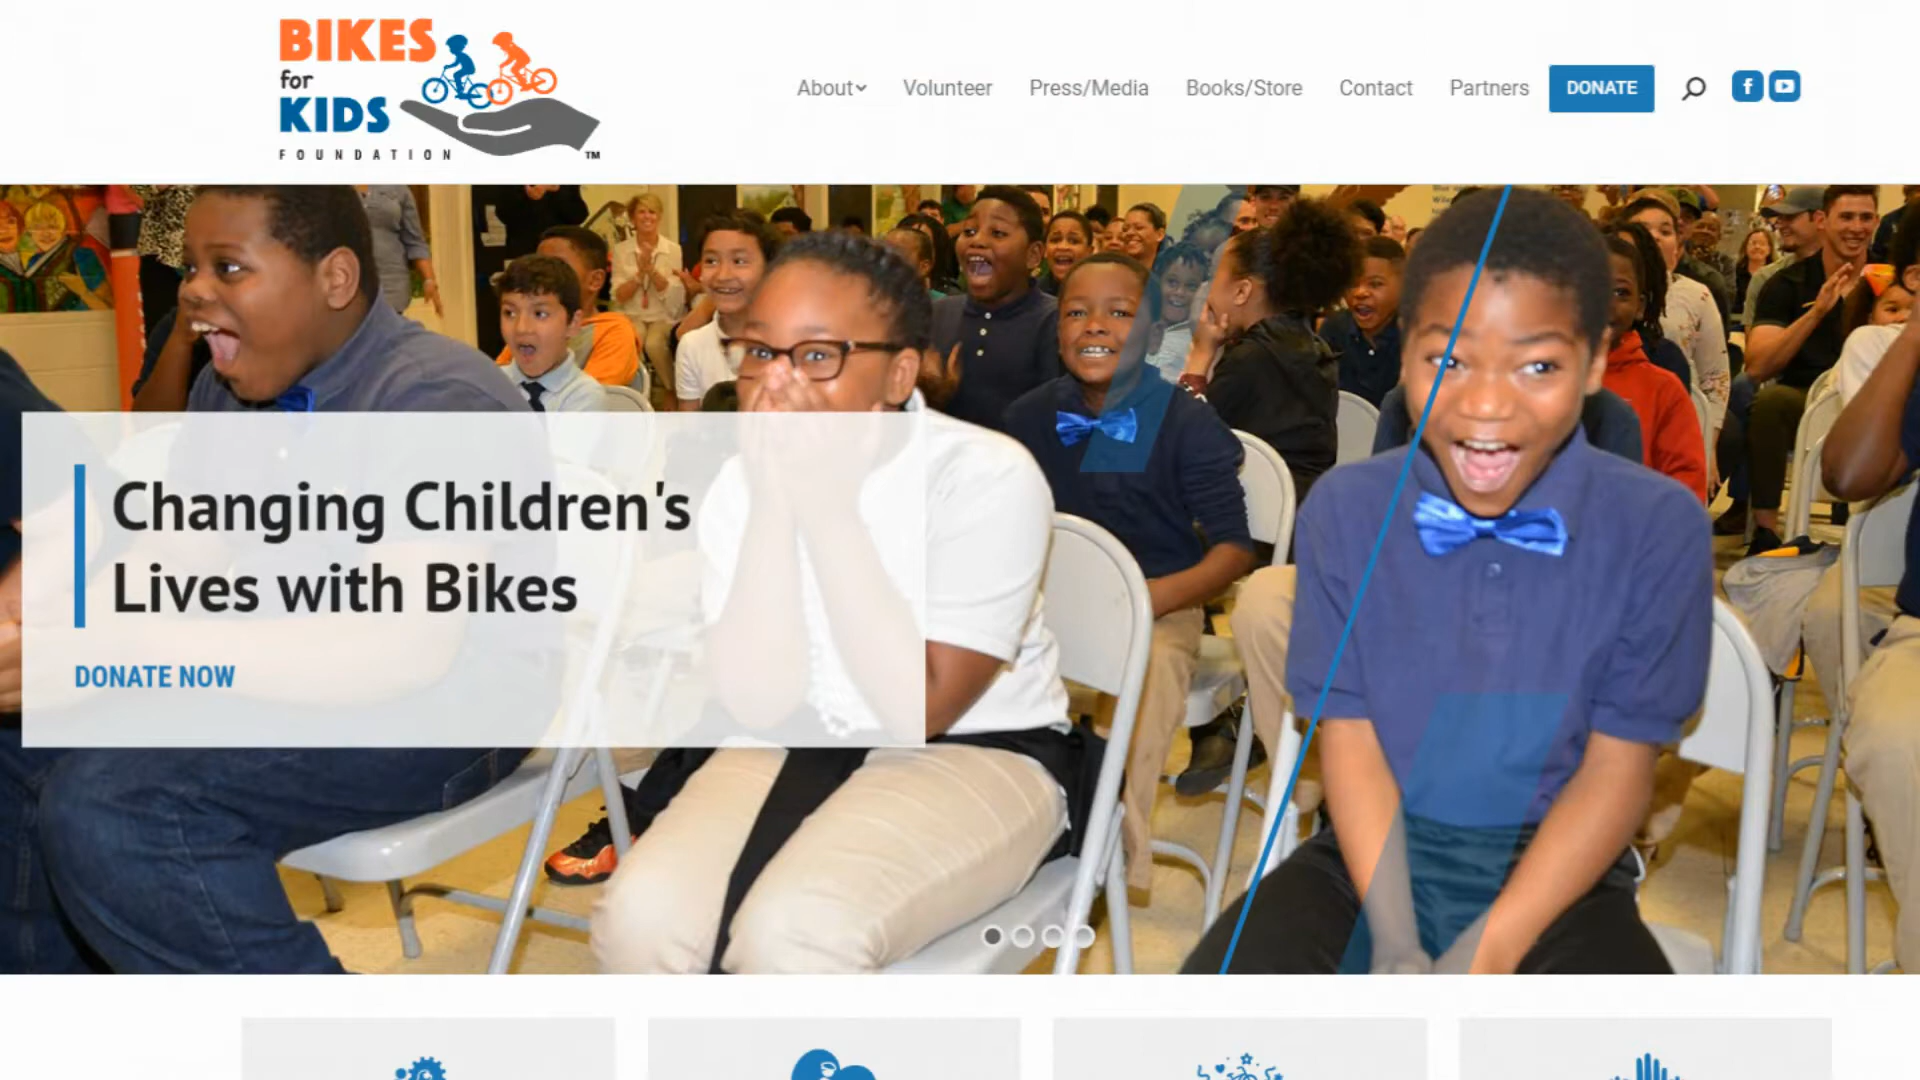 BIKES
for
KIDS
FOUNDATION
TM
About
Volunteer
Press/Media
Books/Store
Contact
Partners
DONATE
Changing Children's
Lives with Bikes
DONATE NOW